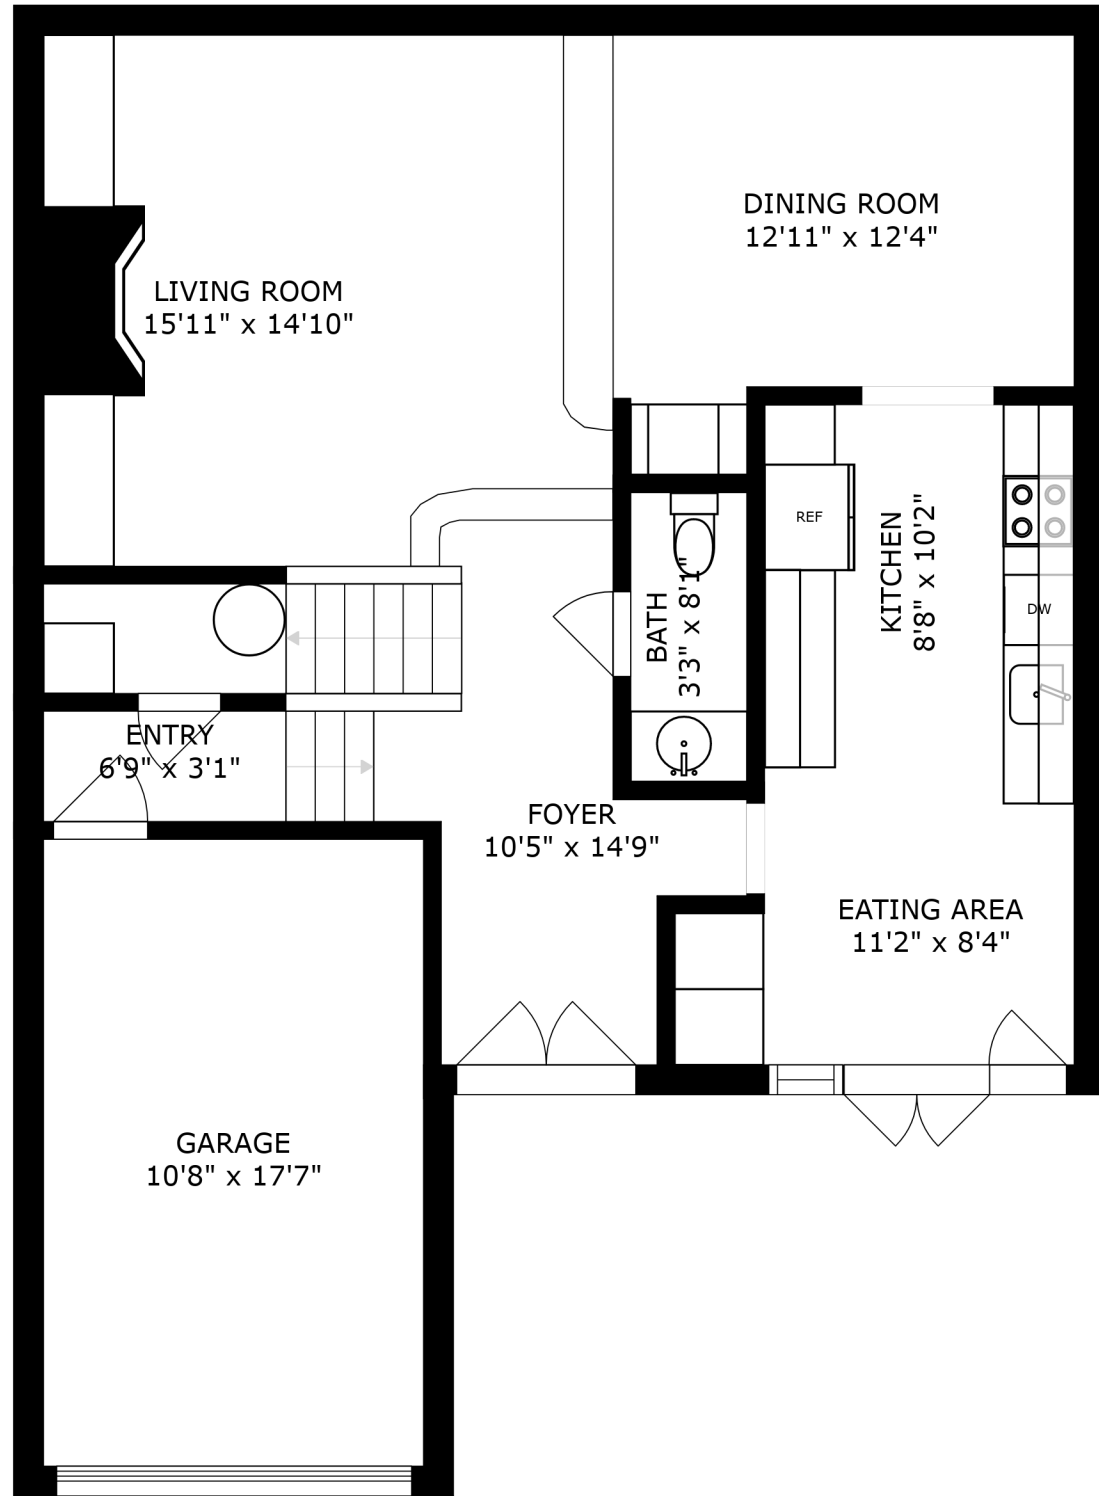 DINING ROOM
12'11" x 12'4"
LIVING ROOM
15'11" x 14'10"
REF
KITCHEN
8'8" x 10'2"
BATH
3'3" x 8'1"
DW
ENTRY
6'9" x 3'1"
FOYER
10'5" x 14'9"
EATING AREA
11'2" x 8'4"
GARAGE
10'8" x 17'7"